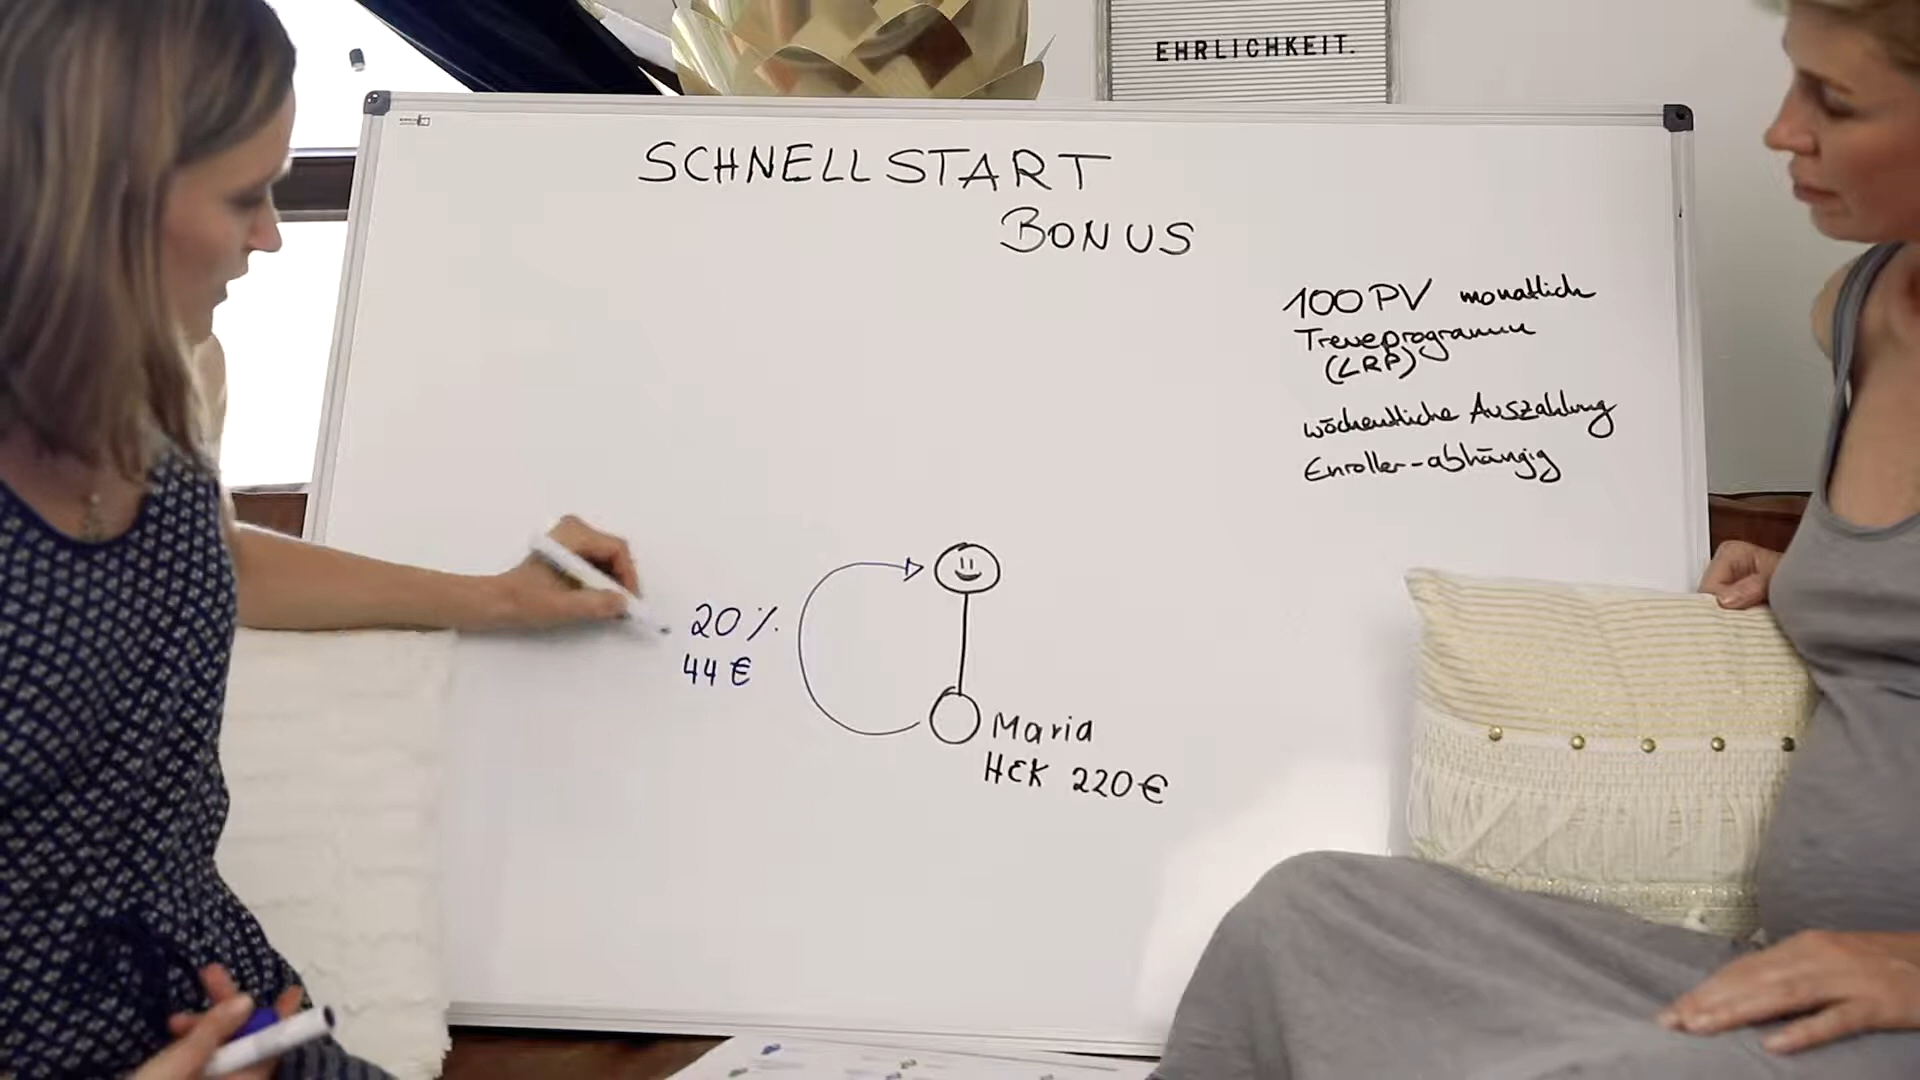 EHRLICHKEIT.
SCHNELLSTART
BONUS
100 PV monatlich
Treueprogramm
(LRP)
wöchentliche Auszahlung
Enroller-abhängig
20%
44€
Maria
HEK 220€